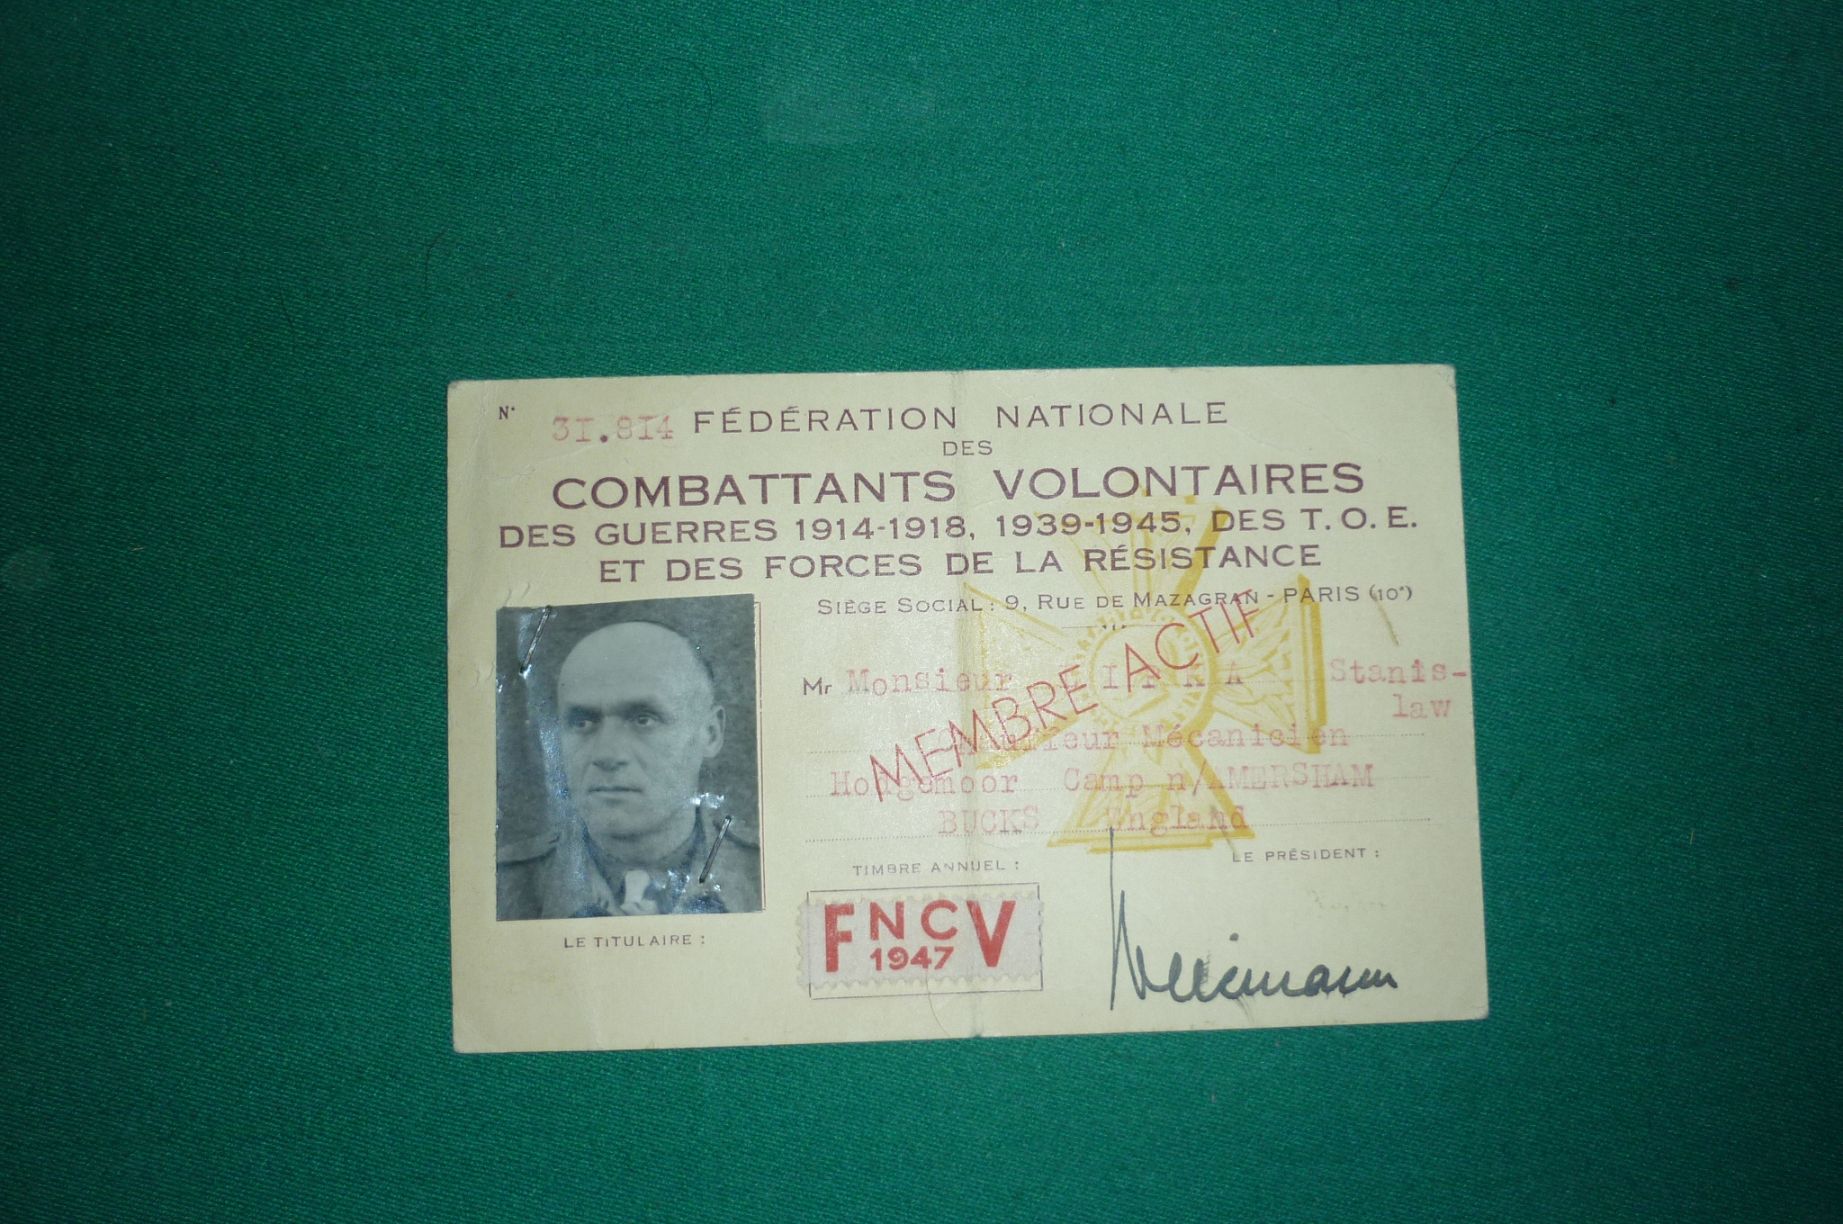 N° 31.814 FÉDÉRATION NATIONALE
DES
COMBATTANTS VOLONTAIRES
DES GUERRES 1914-1918, 1939-1945, DES T.O.E.
ET DES FORCES DE LA RÉSISTANCE
SIÈGE SOCIAL : 9, RUE DE MAZAGRAN - PARIS (10°)
MEMBRE ACTIF
Mr Monsieur Stanis-
law
Mécanicien
Hodgemoor Camp n/AMERSHAM
BUCKS England
TIMBRE ANNUEL :
LE PRÉSIDENT :
LE TITULAIRE :
FNCV
1947